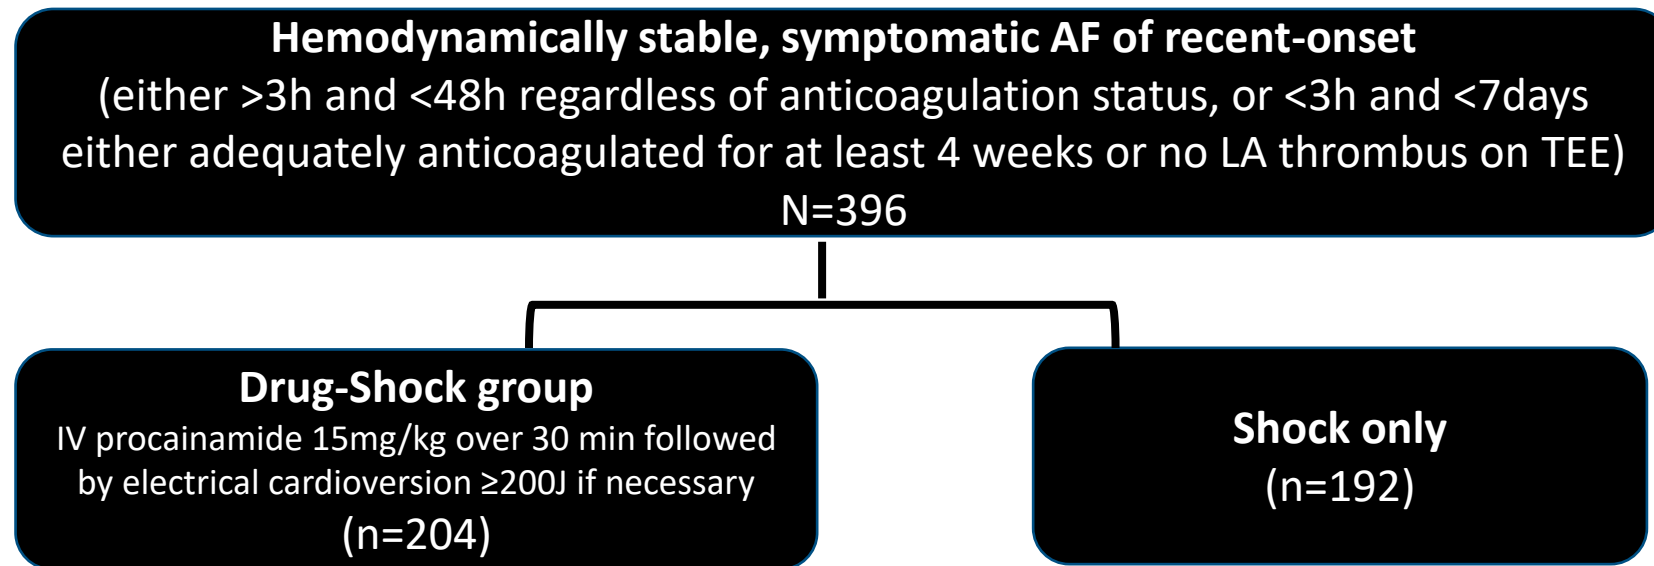 Hemodynamically stable, symptomatic AF of recent-onset
(either >3h and <48h regardless of anticoagulation status, or <3h and <7days
either adequately anticoagulated for at least 4 weeks or no LA thrombus on TEE)
N=396
Drug-Shock group
IV procainamide 15mg/kg over 30 min followed
by electrical cardioversion ≥200J if necessary
(n=204)
Shock only
(n=192)